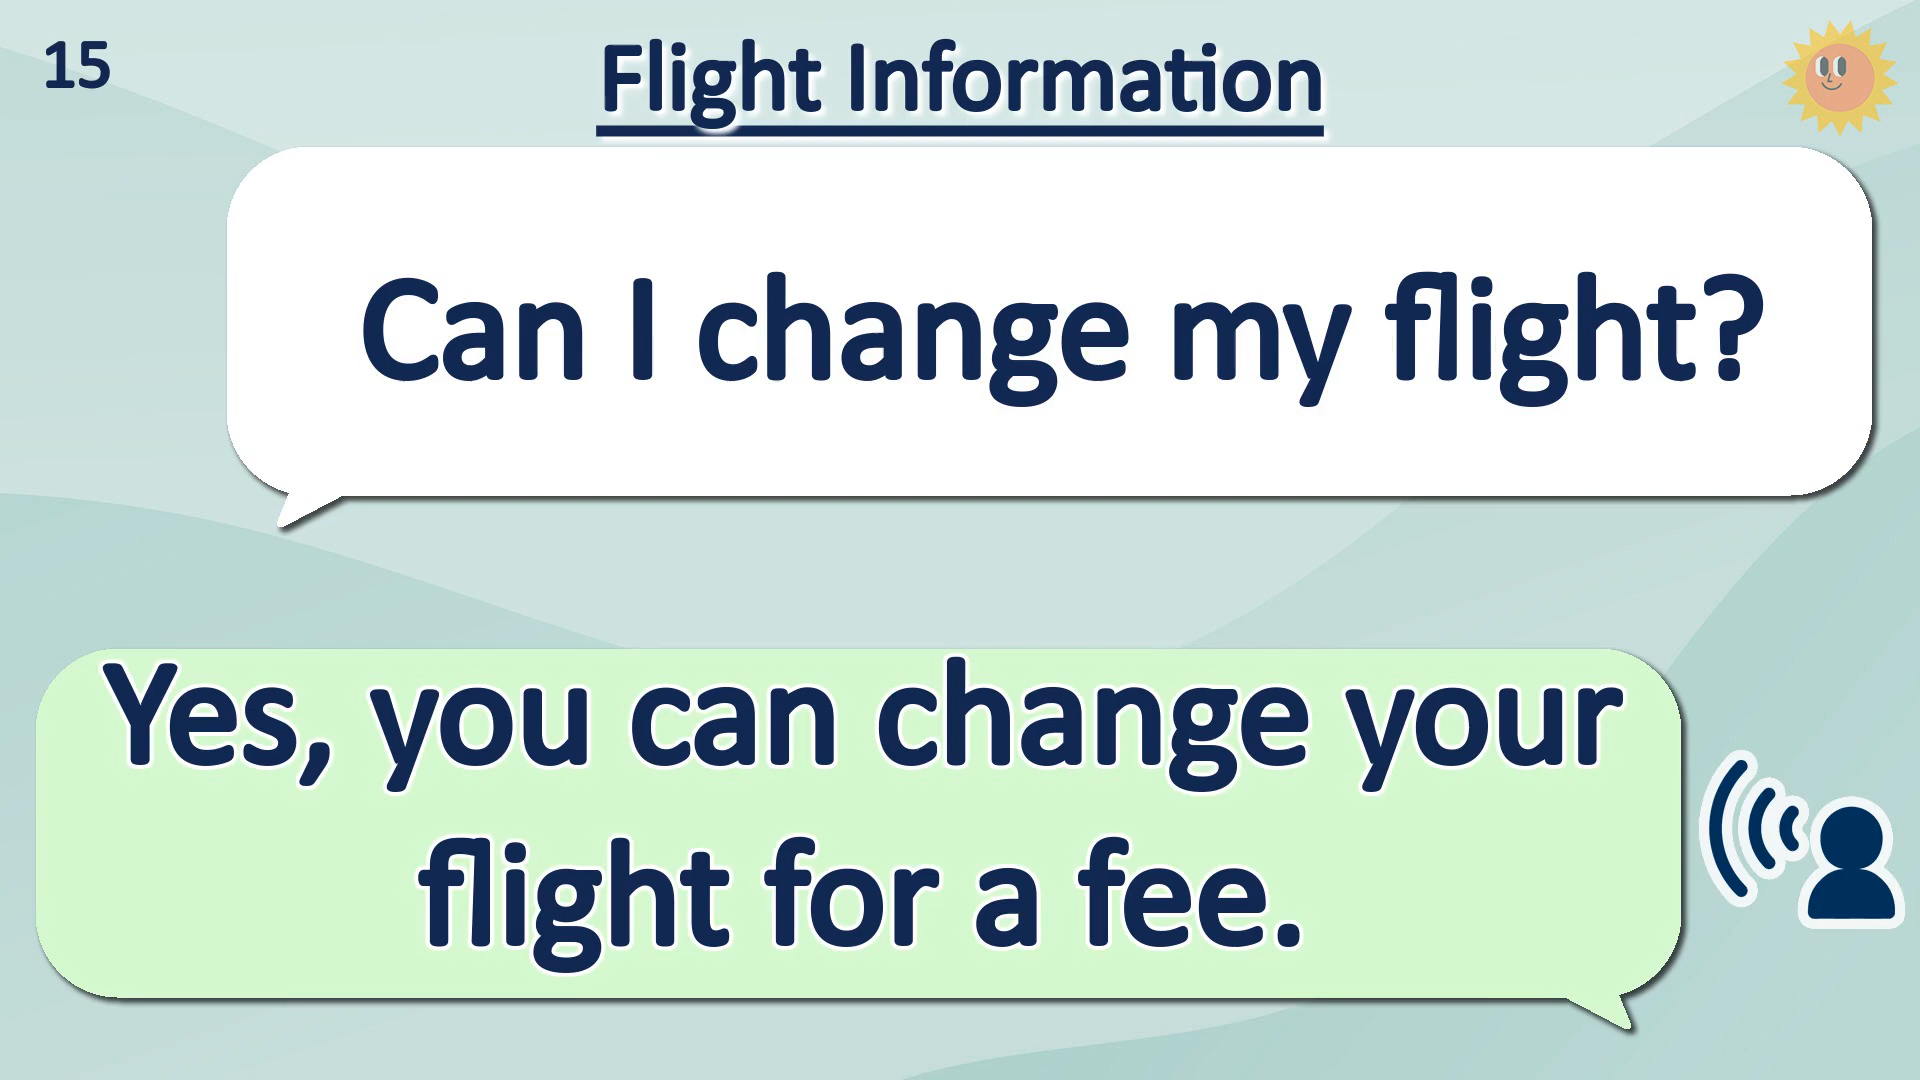 15
Flight Information
Can I change my flight?
Yes, you can change your
flight for a fee.